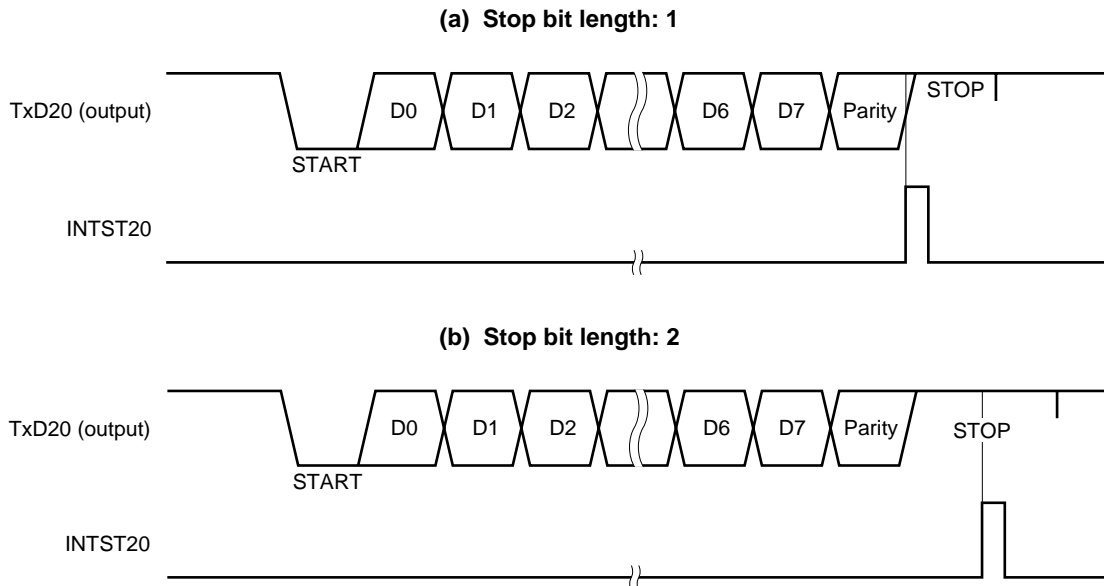 (a) Stop bit length: 1
TxD20 (output)
D0 D1 D2 D6 D7 Parity STOP
START
INTST20
(b) Stop bit length: 2
TxD20 (output)
D0 D1 D2 D6 D7 Parity STOP
START
INTST20